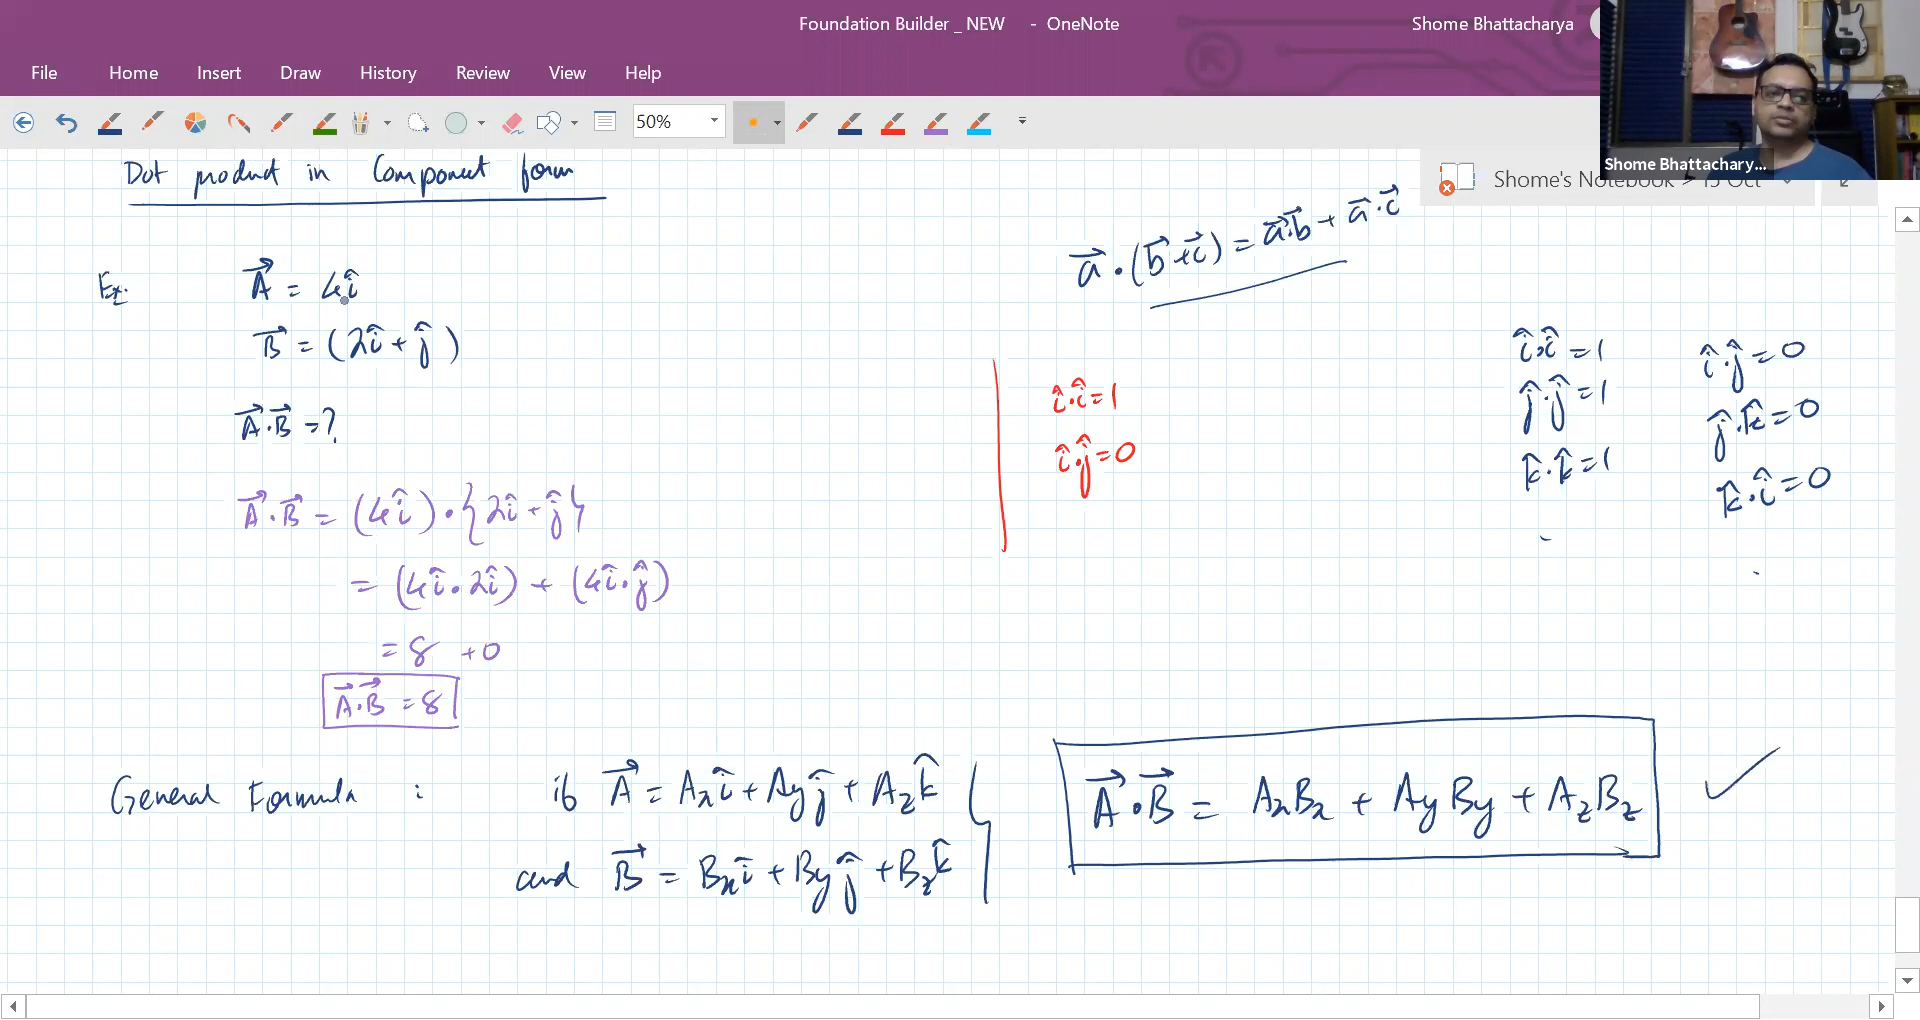 Foundation Builder _ NEW - OneNote
Shome Bhattacharya
File Home Insert Draw History Review View Help
50%
Shome Bhattachary...
Shome's Notebook > 15 Oct
Dot product in Component form
a⃗ · (b⃗ + c⃗) = a⃗·b⃗ + a⃗·c⃗
Ex: A⃗ = 4î
B⃗ = (2î + ĵ)
A⃗·B⃗ = ?
A⃗·B⃗ = (4î) · {2î + ĵ}
= (4î · 2î) + (4î · ĵ)
= 8 + 0
A⃗·B⃗ = 8
î·î = 1
î·ĵ = 0
î·î = 1
ĵ·ĵ = 1
k̂·k̂ = 1
î·ĵ = 0
ĵ·k̂ = 0
k̂·î = 0
General Formula : if A⃗ = Axî + Ayĵ + Azk̂
and B⃗ = Bxî + Byĵ + Bzk̂
A⃗·B⃗ = AxBx + AyBy + AzBz